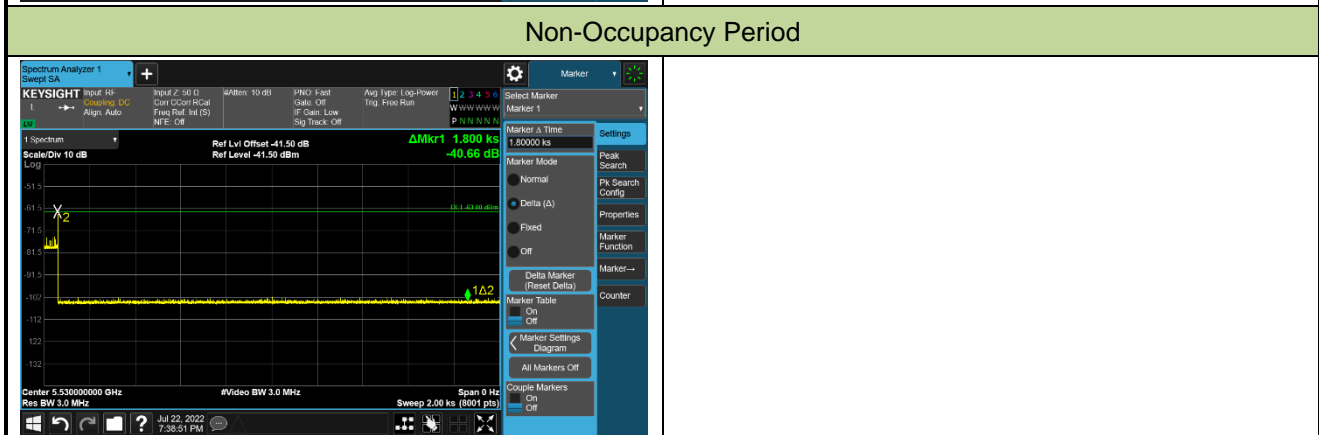 Non-Occupancy Period
Spectrum Analyzer 1
Swept SA
Marker
KEYSIGHT
Input: RF
Coupling: DC
Align: Auto
Input Z: 50 Ω
Corr CCorr RCal
Freq Ref: Int (S)
NFE: Off
#Atten: 10 dB
PNO: Fast
Gate: Off
IF Gain: Low
Sig Track: Off
Avg Type: Log-Power
Trig: Free Run
1 2 3 4 5 6
W W W W W W
P N N N N N
Select Marker
Marker 1
1 Spectrum
Scale/Div 10 dB
Log
Ref Lvl Offset -41.50 dB
Ref Level -41.50 dBm
ΔMkr1 1.800 ks
-40.66 dB
Marker Δ Time
1.80000 ks
Marker Mode
Normal
Delta (Δ)
Fixed
Off
Delta Marker
(Reset Delta)
Marker Table
On
Off
Marker Settings
Diagram
All Markers Off
Couple Markers
On
Off
Settings
Peak
Search
Pk Search
Config
Properties
Marker
Function
Marker→
Counter
-51.5
-61.5
-71.5
-81.5
-91.5
-102
-112
-122
-132
2
1Δ2
Center 5.530000000 GHz
Res BW 3.0 MHz
#Video BW 3.0 MHz
Span 0 Hz
Sweep 2.00 ks (8001 pts)
Jul 22, 2022
7:38:51 PM